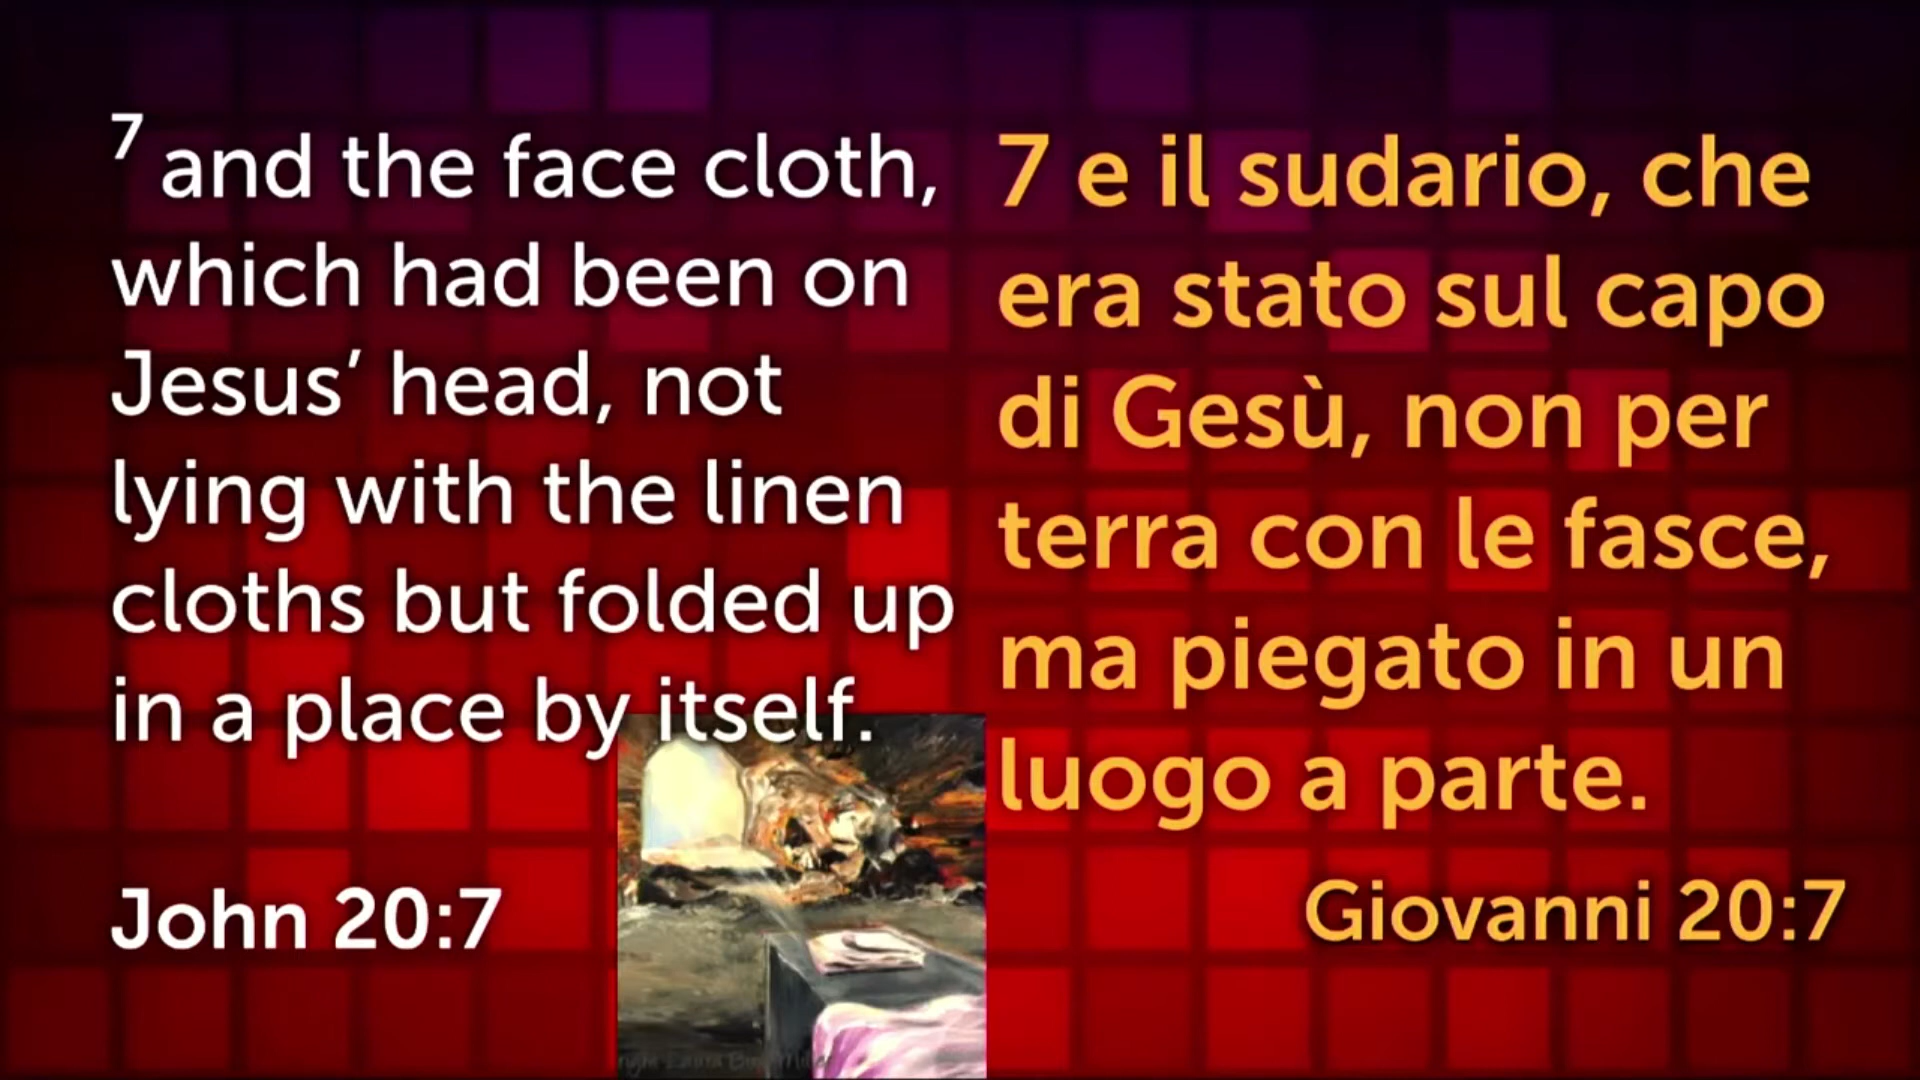 7 and the face cloth,
which had been on
Jesus’ head, not
lying with the linen
cloths but folded up
in a place by itself.
John 20:7
7 e il sudario, che
era stato sul capo
di Gesù, non per
terra con le fasce,
ma piegato in un
luogo a parte.
Giovanni 20:7